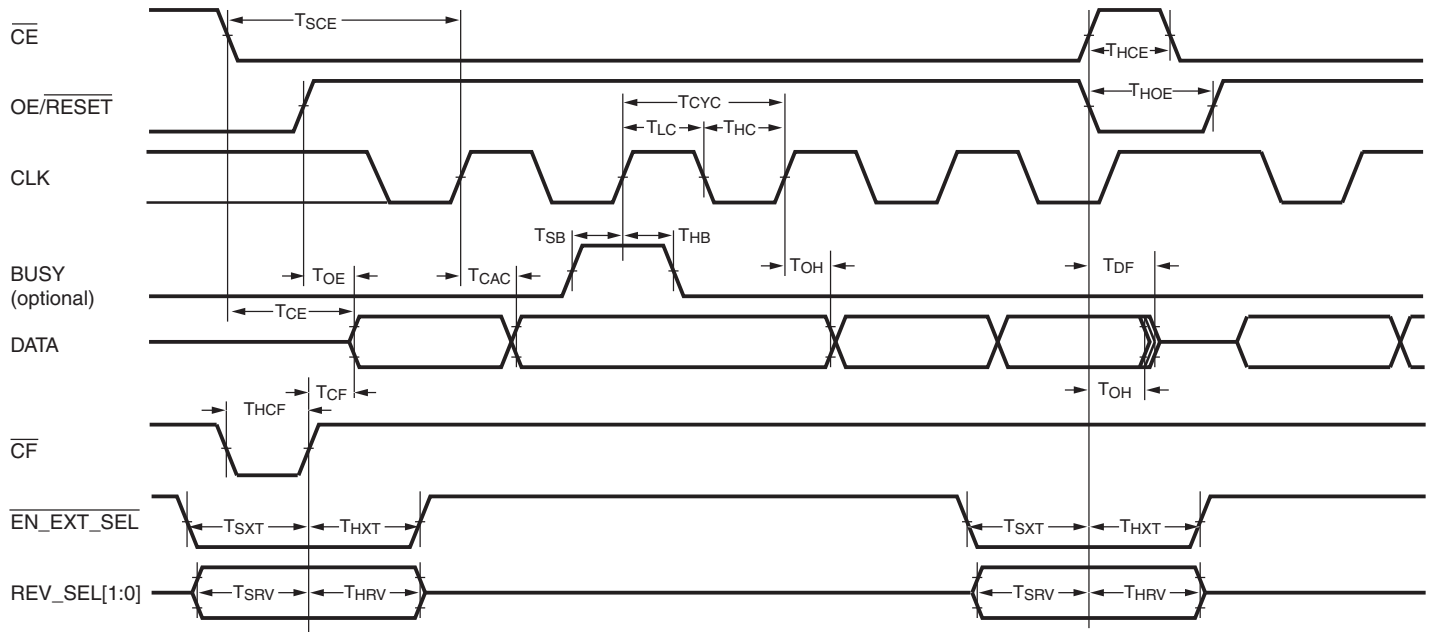 CE
TSCE
THCE
OE/RESET
TCYC
THOE
TLC
THC
CLK
TSB
THB
BUSY
(optional)
TOE
TCAC
TOH
TDF
TCE
DATA
TCF
TOH
THCF
CF
EN_EXT_SEL
TSXT
THXT
TSXT
THXT
REV_SEL[1:0]
TSRV
THRV
TSRV
THRV